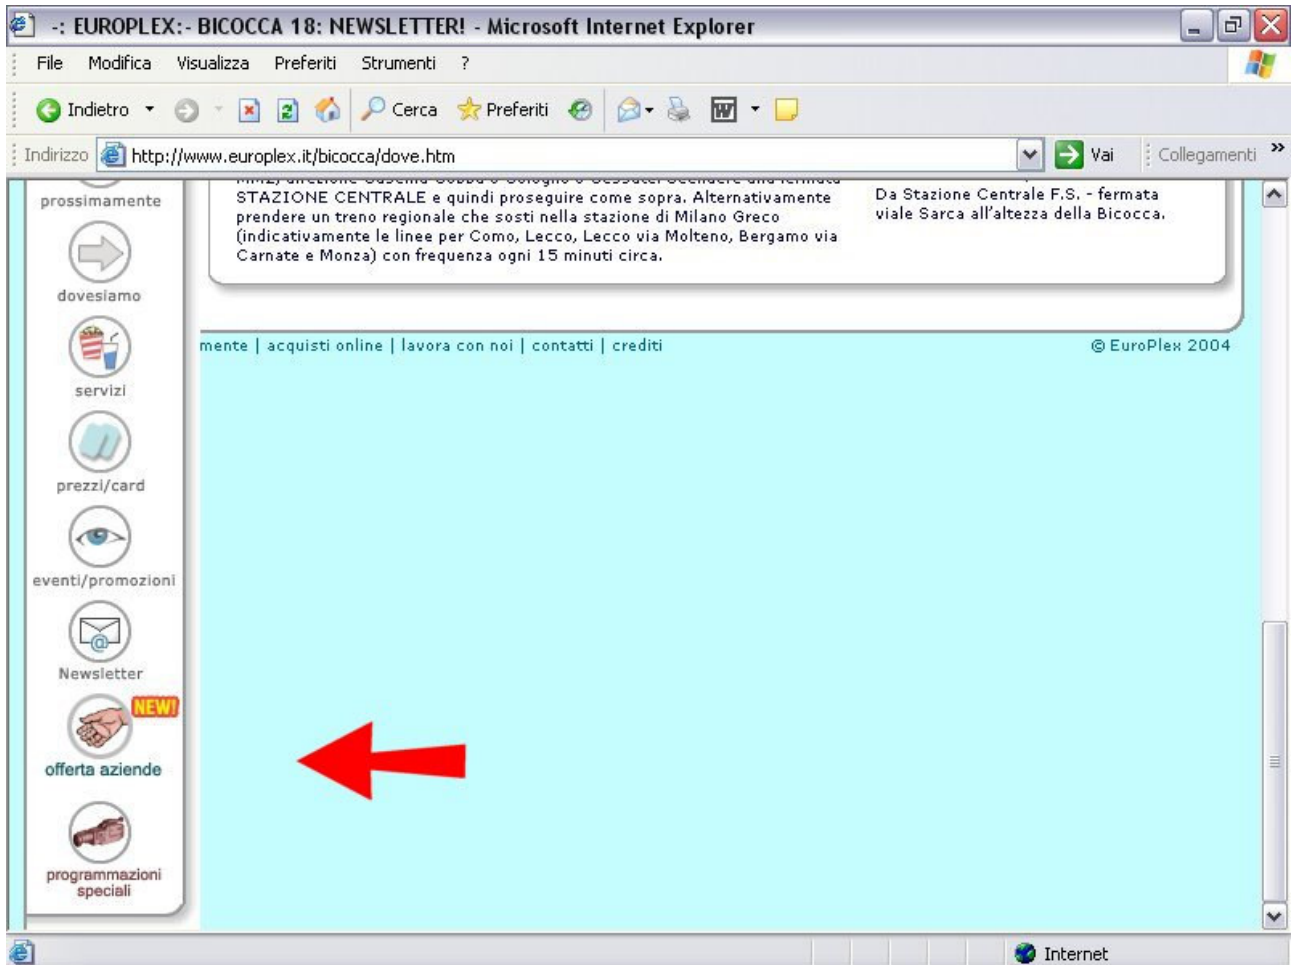 -: EUROPLEX:- BICOCCA 18: NEWSLETTER! - Microsoft Internet Explorer
File Modifica Visualizza Preferiti Strumenti ?
Indietro Cerca Preferiti
Indirizzo http://www.europlex.it/bicocca/dove.htm Vai Collegamenti »
prossimamente
dovesiamo
servizi
prezzi/card
eventi/promozioni
Newsletter
NEW!
offerta aziende
programmazioni
speciali
STAZIONE CENTRALE e quindi proseguire come sopra. Alternativamente
prendere un treno regionale che sosti nella stazione di Milano Greco
(indicativamente le linee per Como, Lecco, Lecco via Molteno, Bergamo via
Carnate e Monza) con frequenza ogni 15 minuti circa.
Da Stazione Centrale F.S. - fermata
viale Sarca all'altezza della Bicocca.
mente | acquisti online | lavora con noi | contatti | crediti
© EuroPlex 2004
Internet